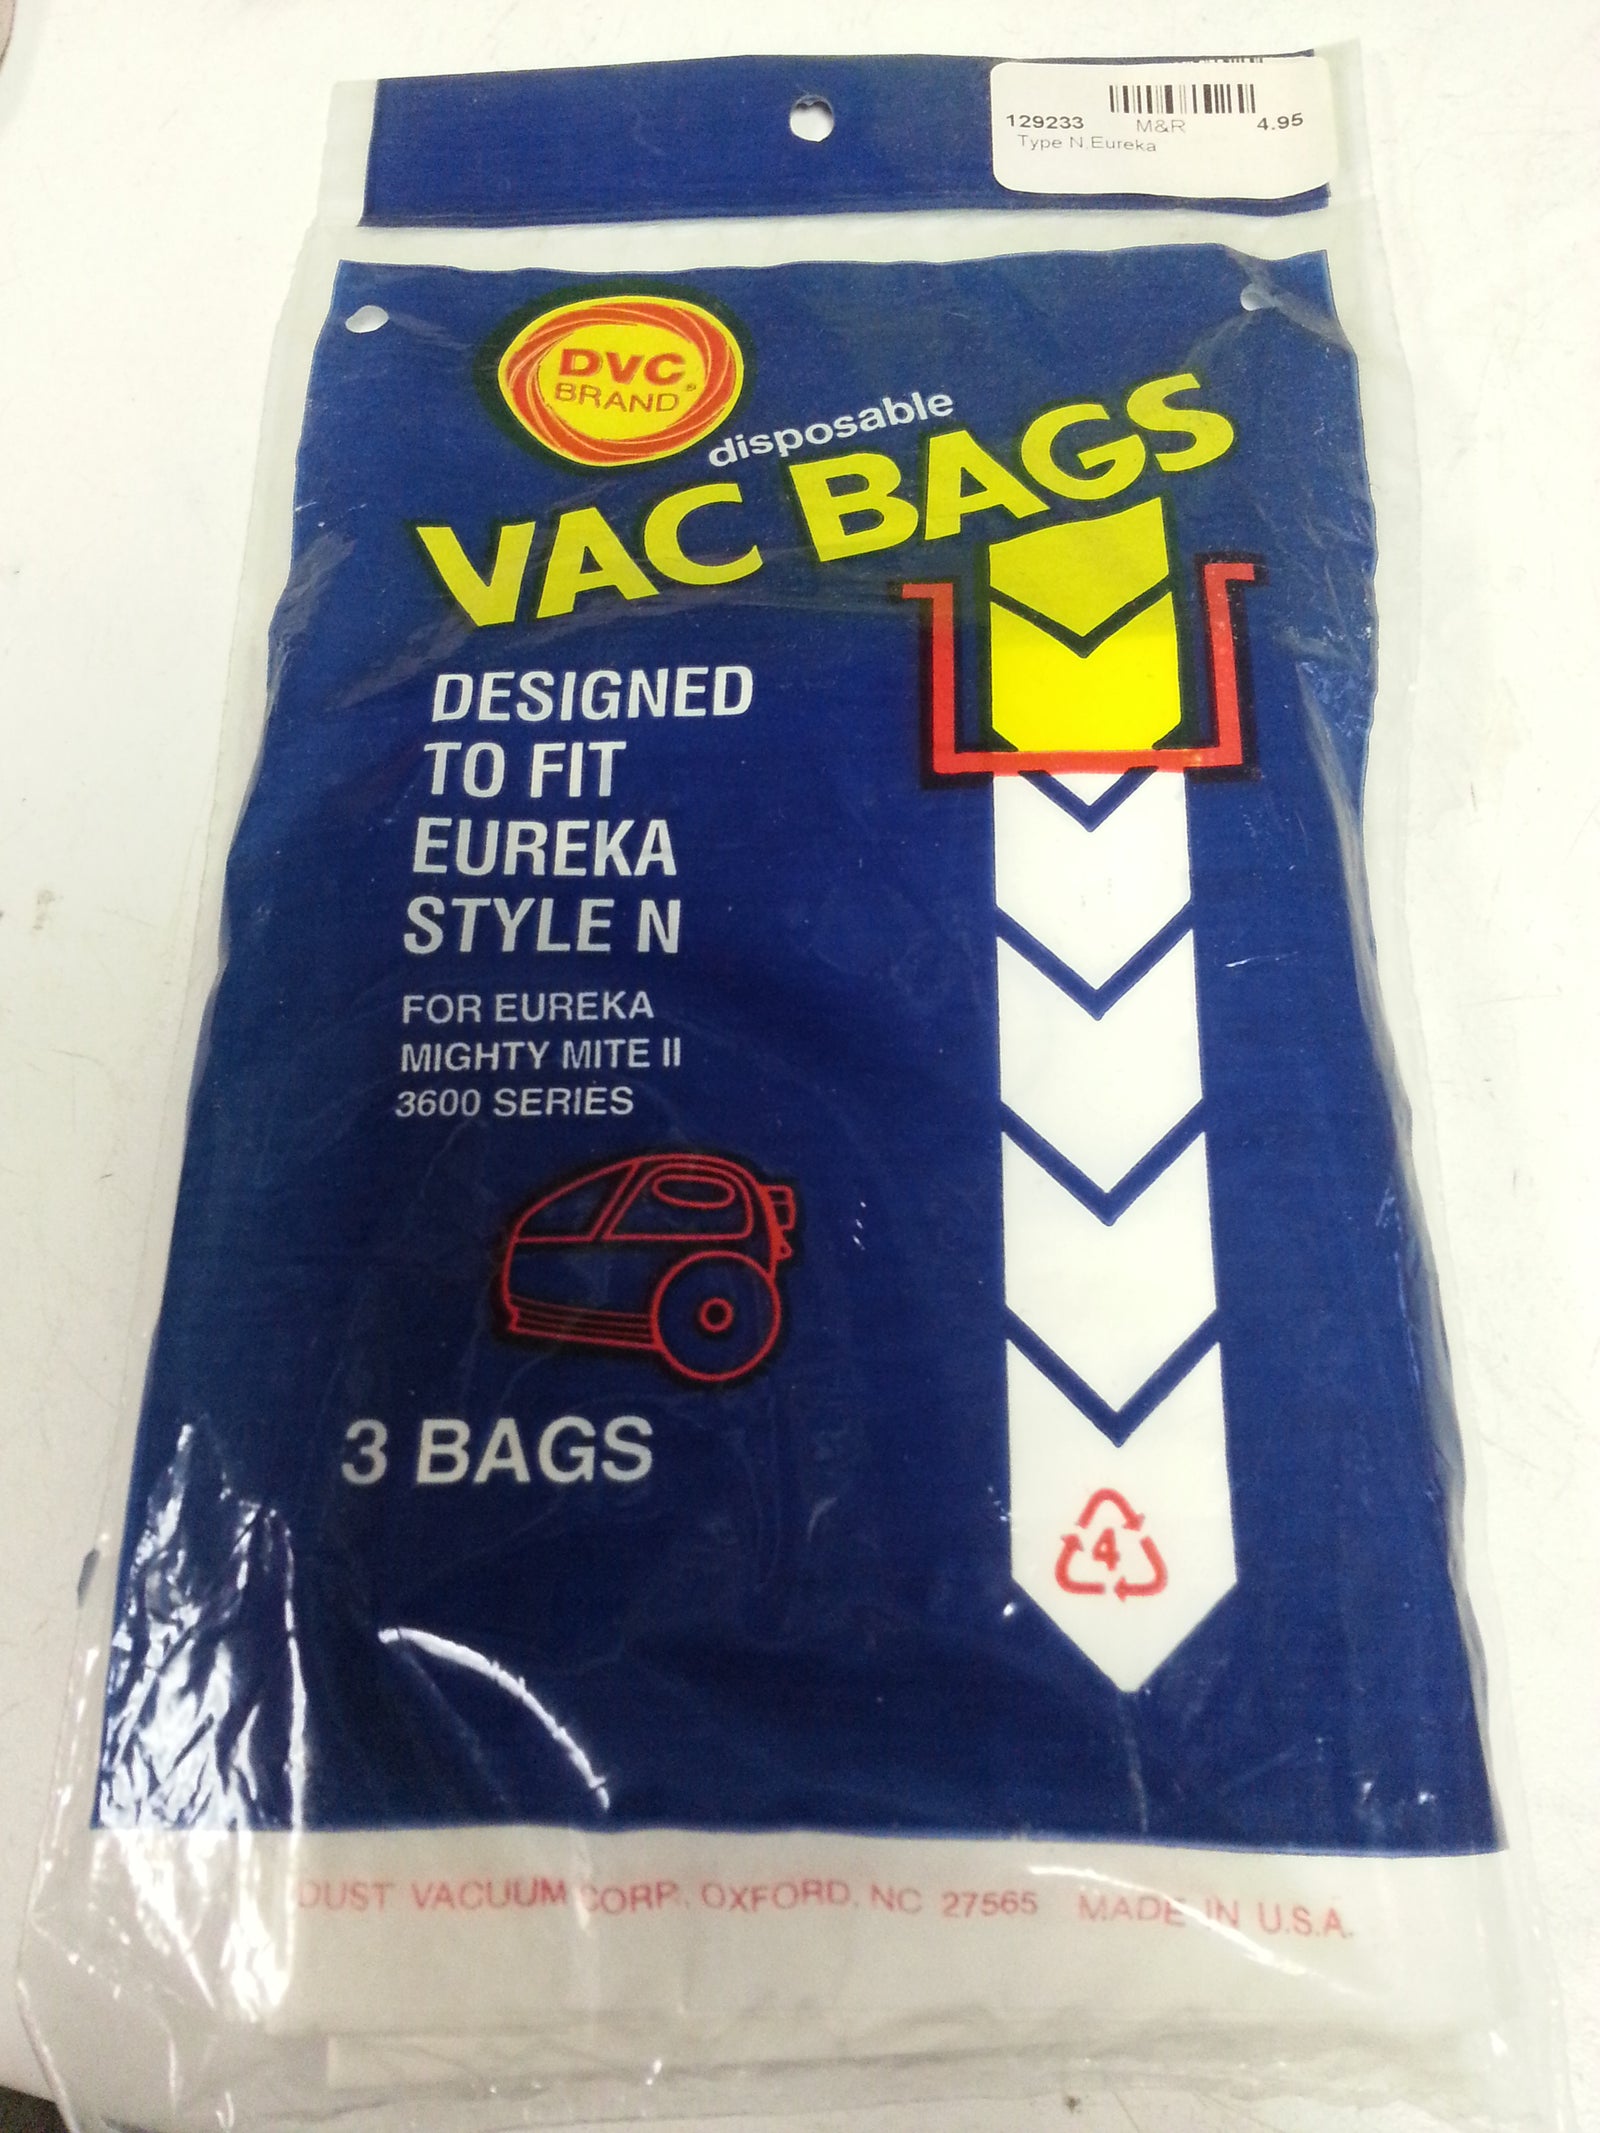 129233 M&R 4.95
Type N Eureka
DVC
BRAND®
disposable
VAC BAGS
DESIGNED
TO FIT
EUREKA
STYLE N
FOR EUREKA
MIGHTY MITE II
3600 SERIES
3 BAGS
4
DUST VACUUM CORP. OXFORD, NC 27565 MADE IN U.S.A.